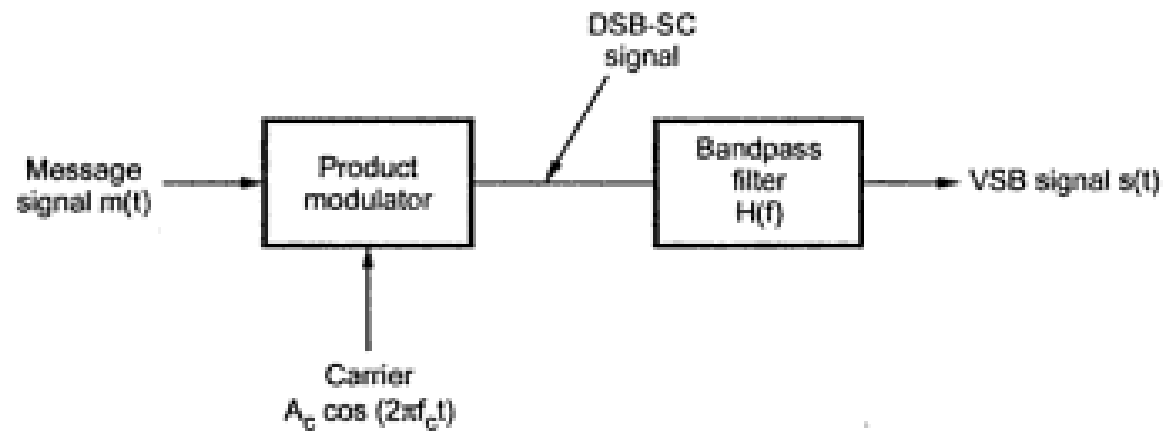 DSB-SC
signal
Message
signal m(t)
Product
modulator
Bandpass
filter
H(f)
VSB signal s(t)
Carrier
A_c cos (2πf_ct)